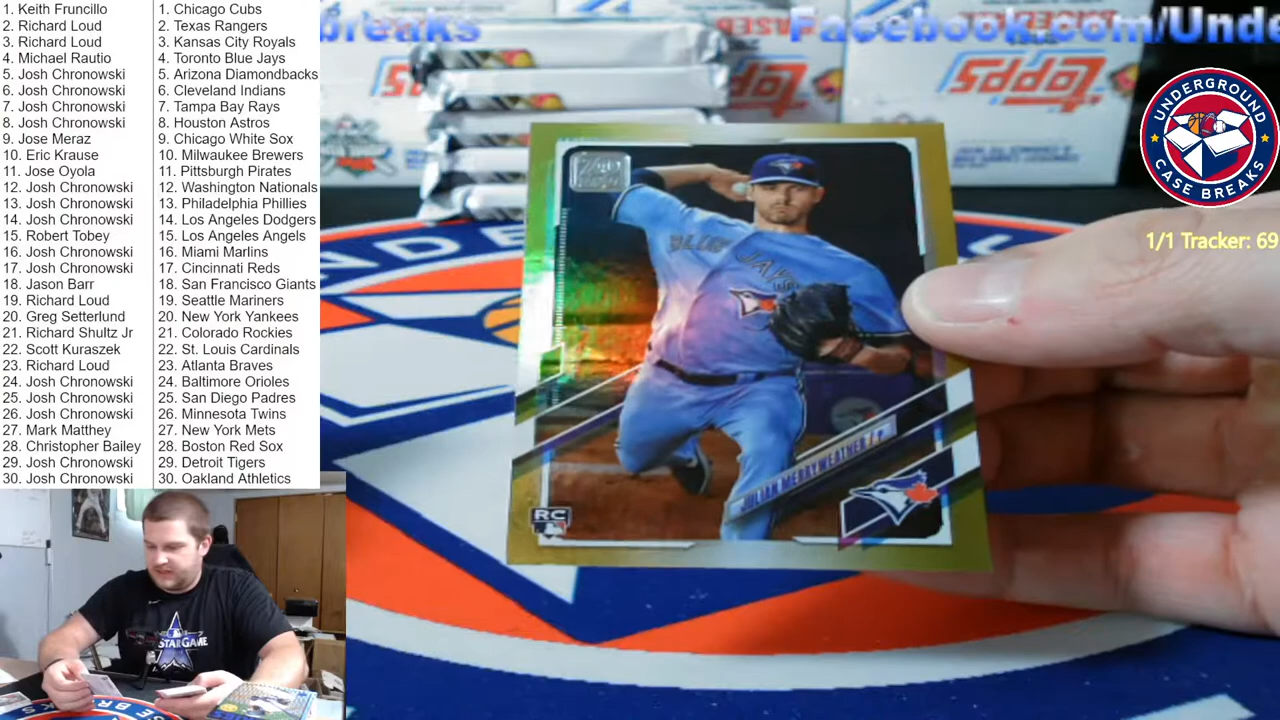 1. Keith Fruncillo
2. Richard Loud
3. Richard Loud
4. Michael Rautio
5. Josh Chronowski
6. Josh Chronowski
7. Josh Chronowski
8. Josh Chronowski
9. Jose Meraz
10. Eric Krause
11. Jose Oyola
12. Josh Chronowski
13. Josh Chronowski
14. Josh Chronowski
15. Robert Tobey
16. Josh Chronowski
17. Josh Chronowski
18. Jason Barr
19. Richard Loud
20. Greg Setterlund
21. Richard Shultz Jr
22. Scott Kuraszek
23. Richard Loud
24. Josh Chronowski
25. Josh Chronowski
26. Josh Chronowski
27. Mark Matthey
28. Christopher Bailey
29. Josh Chronowski
30. Josh Chronowski
1. Chicago Cubs
2. Texas Rangers
3. Kansas City Royals
4. Toronto Blue Jays
5. Arizona Diamondbacks
6. Cleveland Indians
7. Tampa Bay Rays
8. Houston Astros
9. Chicago White Sox
10. Milwaukee Brewers
11. Pittsburgh Pirates
12. Washington Nationals
13. Philadelphia Phillies
14. Los Angeles Dodgers
15. Los Angeles Angels
16. Miami Marlins
17. Cincinnati Reds
18. San Francisco Giants
19. Seattle Mariners
20. New York Yankees
21. Colorado Rockies
22. St. Louis Cardinals
23. Atlanta Braves
24. Baltimore Orioles
25. San Diego Padres
26. Minnesota Twins
27. New York Mets
28. Boston Red Sox
29. Detroit Tigers
30. Oakland Athletics
breaks
Facebook.com/Unde
Topps
UNDERGROUND
CASE BREAKS
1/1 Tracker: 69
BLUE JAYS
JULIAN MERRYWEATHER / P
RC
STAR GAME